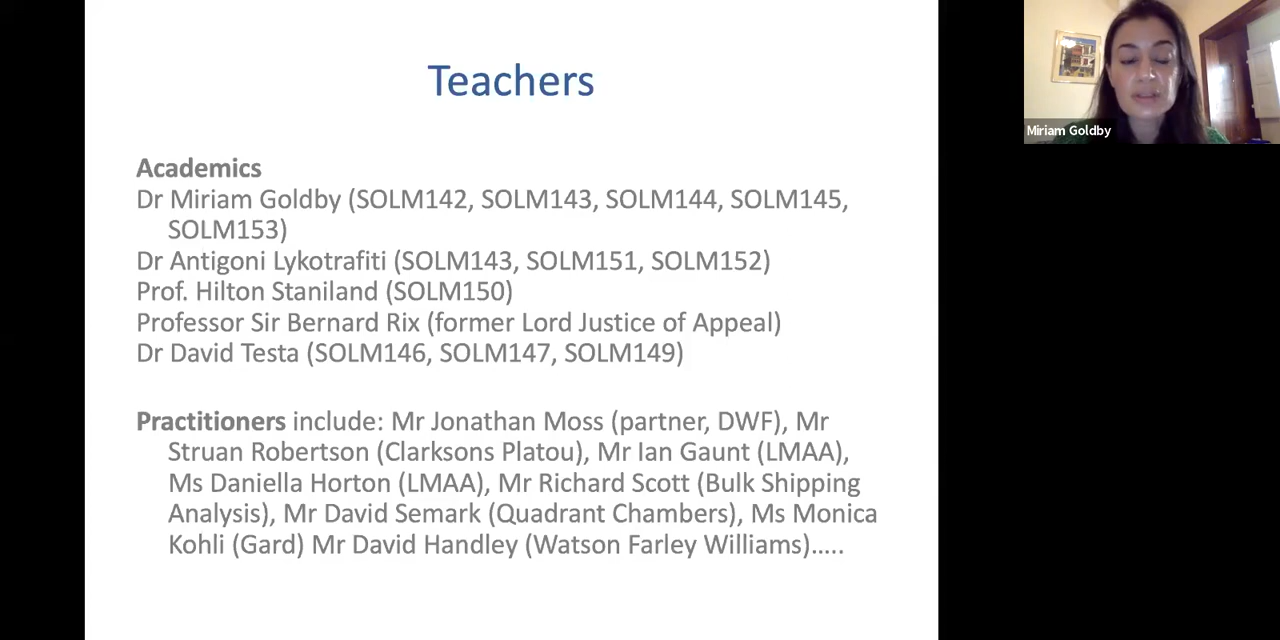 Teachers
Academics
Dr Miriam Goldby (SOLM142, SOLM143, SOLM144, SOLM145,
SOLM153)
Dr Antigoni Lykotrafiti (SOLM143, SOLM151, SOLM152)
Prof. Hilton Staniland (SOLM150)
Professor Sir Bernard Rix (former Lord Justice of Appeal)
Dr David Testa (SOLM146, SOLM147, SOLM149)
Practitioners include: Mr Jonathan Moss (partner, DWF), Mr
Struan Robertson (Clarksons Platou), Mr Ian Gaunt (LMAA),
Ms Daniella Horton (LMAA), Mr Richard Scott (Bulk Shipping
Analysis), Mr David Semark (Quadrant Chambers), Ms Monica
Kohli (Gard) Mr David Handley (Watson Farley Williams)…..
Miriam Goldby